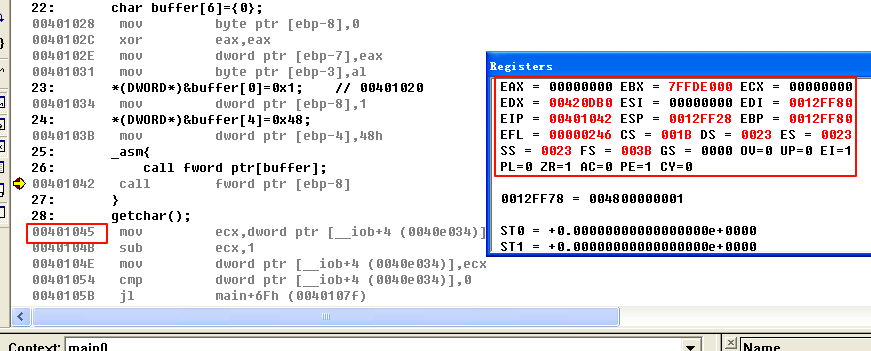 22: char buffer[6]={0};
00401028 mov byte ptr [ebp-8],0
0040102C xor eax,eax
0040102E mov dword ptr [ebp-7],eax
00401031 mov byte ptr [ebp-3],al
23: *(DWORD*)&buffer[0]=0x1; // 00401020
00401034 mov dword ptr [ebp-8],1
24: *(DWORD*)&buffer[4]=0x48;
0040103B mov dword ptr [ebp-4],48h
25: _asm{
26: call fword ptr[buffer];
00401042 call fword ptr [ebp-8]
27: }
28: getchar();
00401045 mov ecx,dword ptr [__iob+4 (0040e034)]
0040104B sub ecx,1
0040104E mov dword ptr [__iob+4 (0040e034)],ecx
00401054 cmp dword ptr [__iob+4 (0040e034)],0
0040105B jl main+6Fh (0040107f)
Registers
EAX = 00000000 EBX = 7FFDE000 ECX = 00000000
EDX = 00420DB0 ESI = 00000000 EDI = 0012FF80
EIP = 00401042 ESP = 0012FF28 EBP = 0012FF80
EFL = 00000246 CS = 001B DS = 0023 ES = 0023
SS = 0023 FS = 003B GS = 0000 OV=0 UP=0 EI=1
PL=0 ZR=1 AC=0 PE=1 CY=0
0012FF78 = 004800000001
ST0 = +0.0000000000000000e+0000
ST1 = +0.0000000000000000e+0000
Context: main()
Name